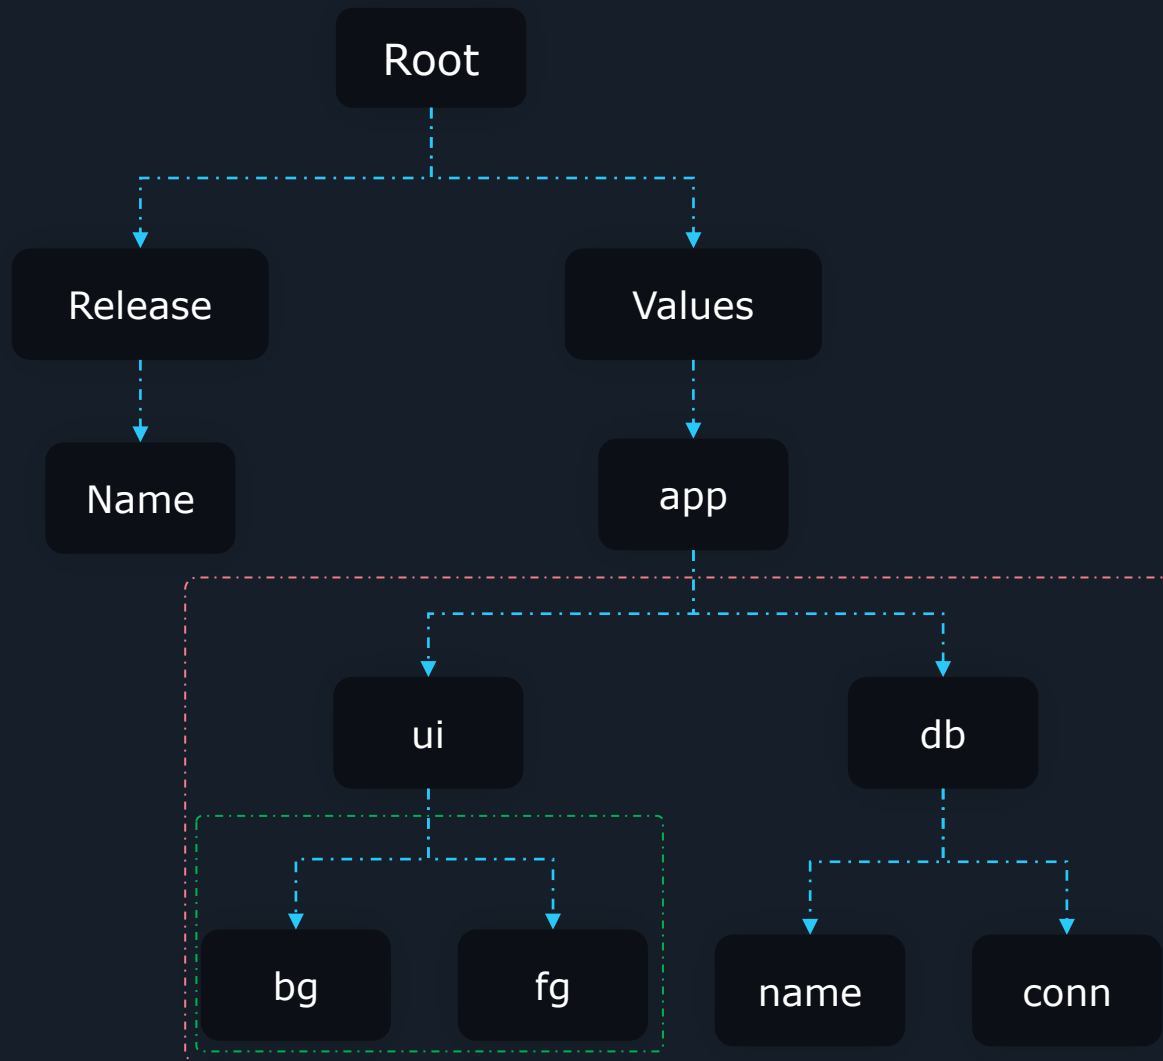 Root
Release
Values
Name
app
ui
db
bg
fg
name
conn